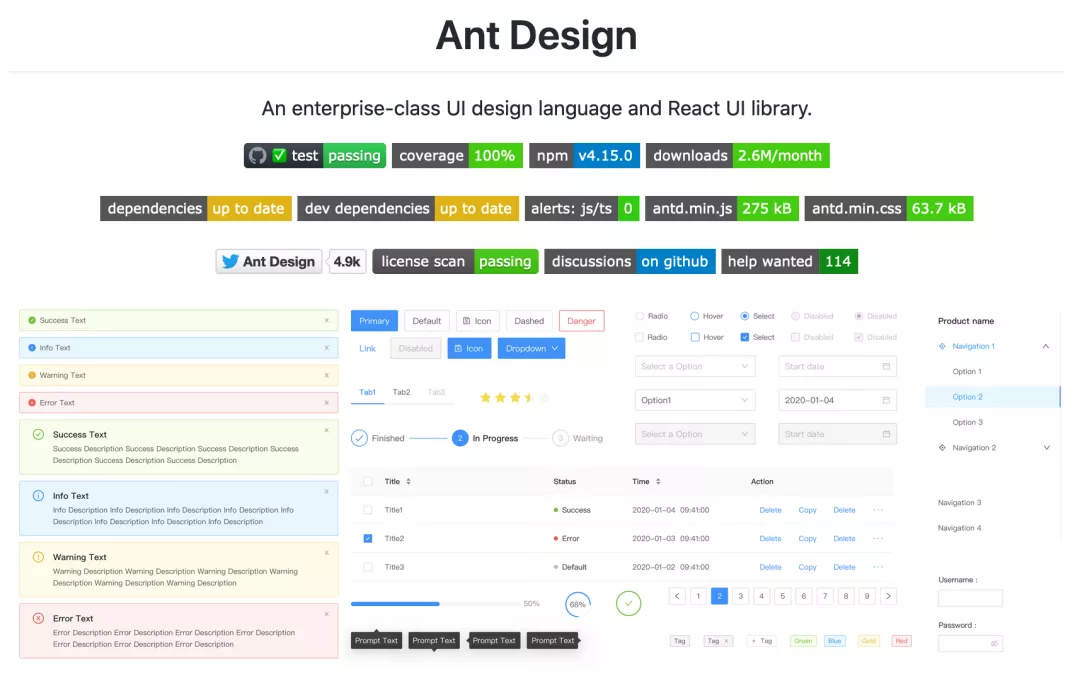 Ant Design
An enterprise-class UI design language and React UI library.
test passing coverage 100% npm v4.15.0 downloads 2.6M/month
dependencies up to date dev dependencies up to date alerts: js/ts 0 antd.min.js 275 kB antd.min.css 63.7 kB
Ant Design 4.9k license scan passing discussions on github help wanted 114
Success Text
Info Text
Warning Text
Error Text
Success Text
Success Description Success Description Success Description Success
Description Success Description Success Description
Info Text
Info Description Info Description Info Description Info Description Info
Description Info Description Info Description Info Description
Warning Text
Warning Description Warning Description Warning Description Warning
Description Warning Description Warning Description
Error Text
Error Description Error Description Error Description Error Description
Error Description Error Description Error Description Error Description
Primary Default Icon Dashed Danger
Link Disabled Icon Dropdown
Tab1 Tab2 Tab3
Finished 2 In Progress 3 Waiting
Radio Hover Select Disabled Disabled
Radio Hover Select Disabled Disabled
Select a Option Start date
Option1 2020-01-04
Select a Option Start date
Title Status Time Action
Title1 Success 2020-01-04 09:41:00 Delete Copy Delete ···
Title2 Error 2020-01-03 09:41:00 Delete Copy Delete ···
Title3 Default 2020-01-02 09:41:00 Delete Copy Delete ···
50% 68% < 1 2 3 4 5 6 7 8 9 >
Prompt Text Prompt Text Prompt Text Prompt Text
Tag Tag × + Tag Green Blue Gold Red
Product name
Navigation 1
Option 1
Option 2
Option 3
Navigation 2
Navigation 3
Navigation 4
Username :
Password :